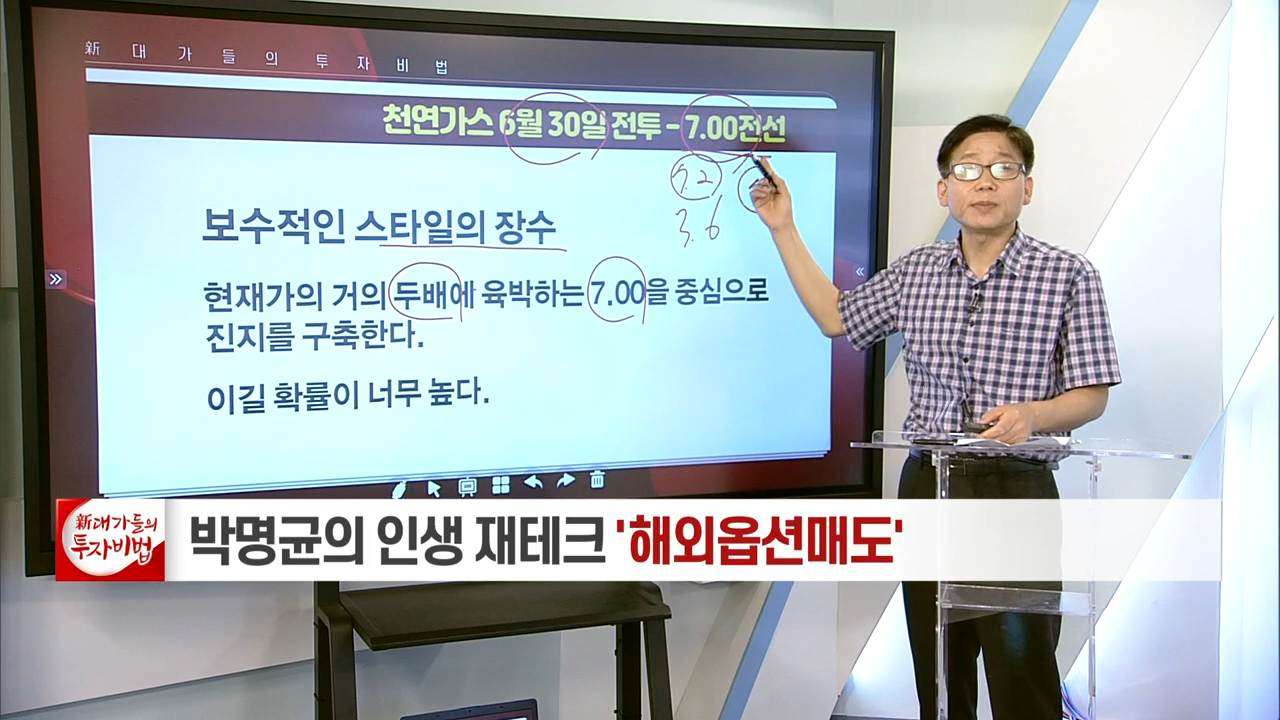 新 대 가 들 의 투 자 비 법
천연가스 6월 30일 전투 - 7.00전선
3.6
보수적인 스타일의 장수
현재가의 거의 두배에 육박하는 7.00을 중심으로
진지를 구축한다.
이길 확률이 너무 높다.
新대가들의
투자비법
박명균의 인생 재테크 '해외옵션매도'